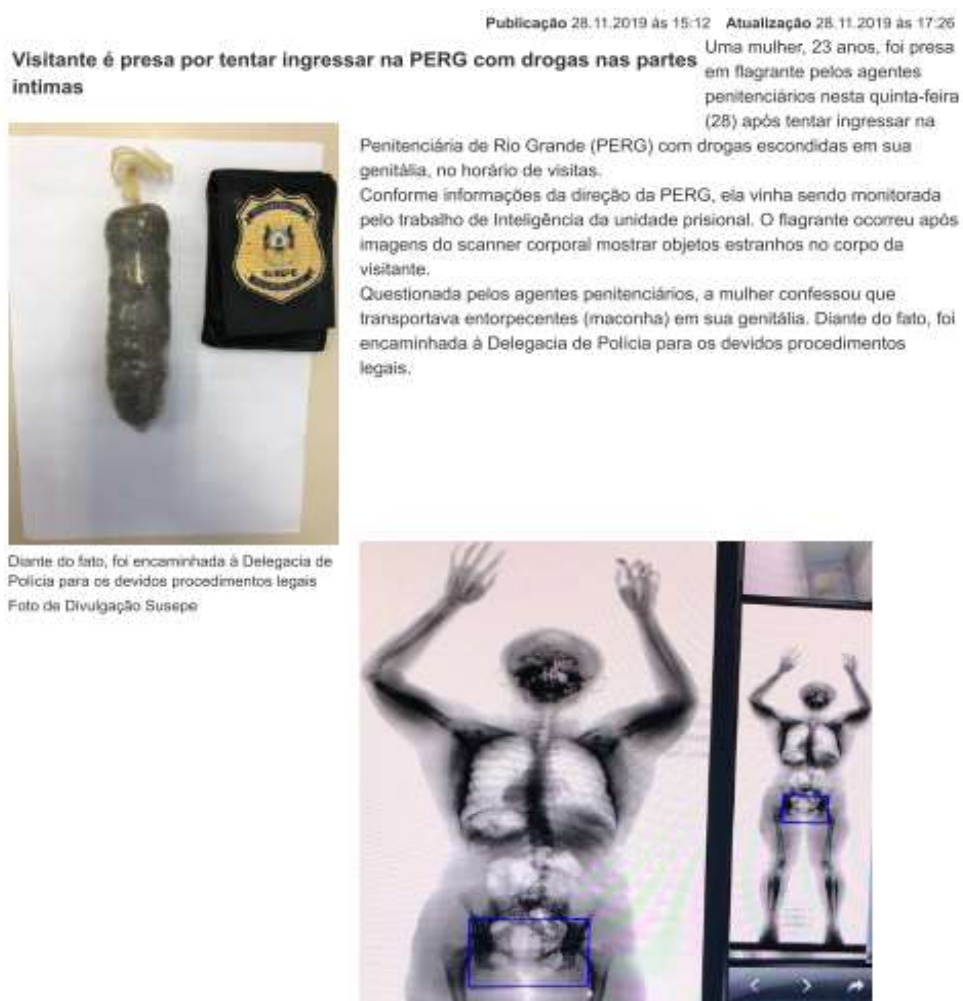 Publicação 28.11.2019 às 15:12 Atualização 28.11.2019 às 17:26
Visitante é presa por tentar ingressar na PERG com drogas nas partes
íntimas
Uma mulher, 23 anos, foi presa
em flagrante pelos agentes
penitenciários nesta quinta-feira
(28) após tentar ingressar na
Penitenciária de Rio Grande (PERG) com drogas escondidas em sua
genitália, no horário de visitas.
Conforme informações da direção da PERG, ela vinha sendo monitorada
pelo trabalho de Inteligência da unidade prisional. O flagrante ocorreu após
imagens do scanner corporal mostrar objetos estranhos no corpo da
visitante.
Questionada pelos agentes penitenciários, a mulher confessou que
transportava entorpecentes (maconha) em sua genitália. Diante do fato, foi
encaminhada à Delegacia de Polícia para os devidos procedimentos
legais.
SUSEPE
Diante do fato, foi encaminhada à Delegacia de
Polícia para os devidos procedimentos legais
Foto de Divulgação Susepe